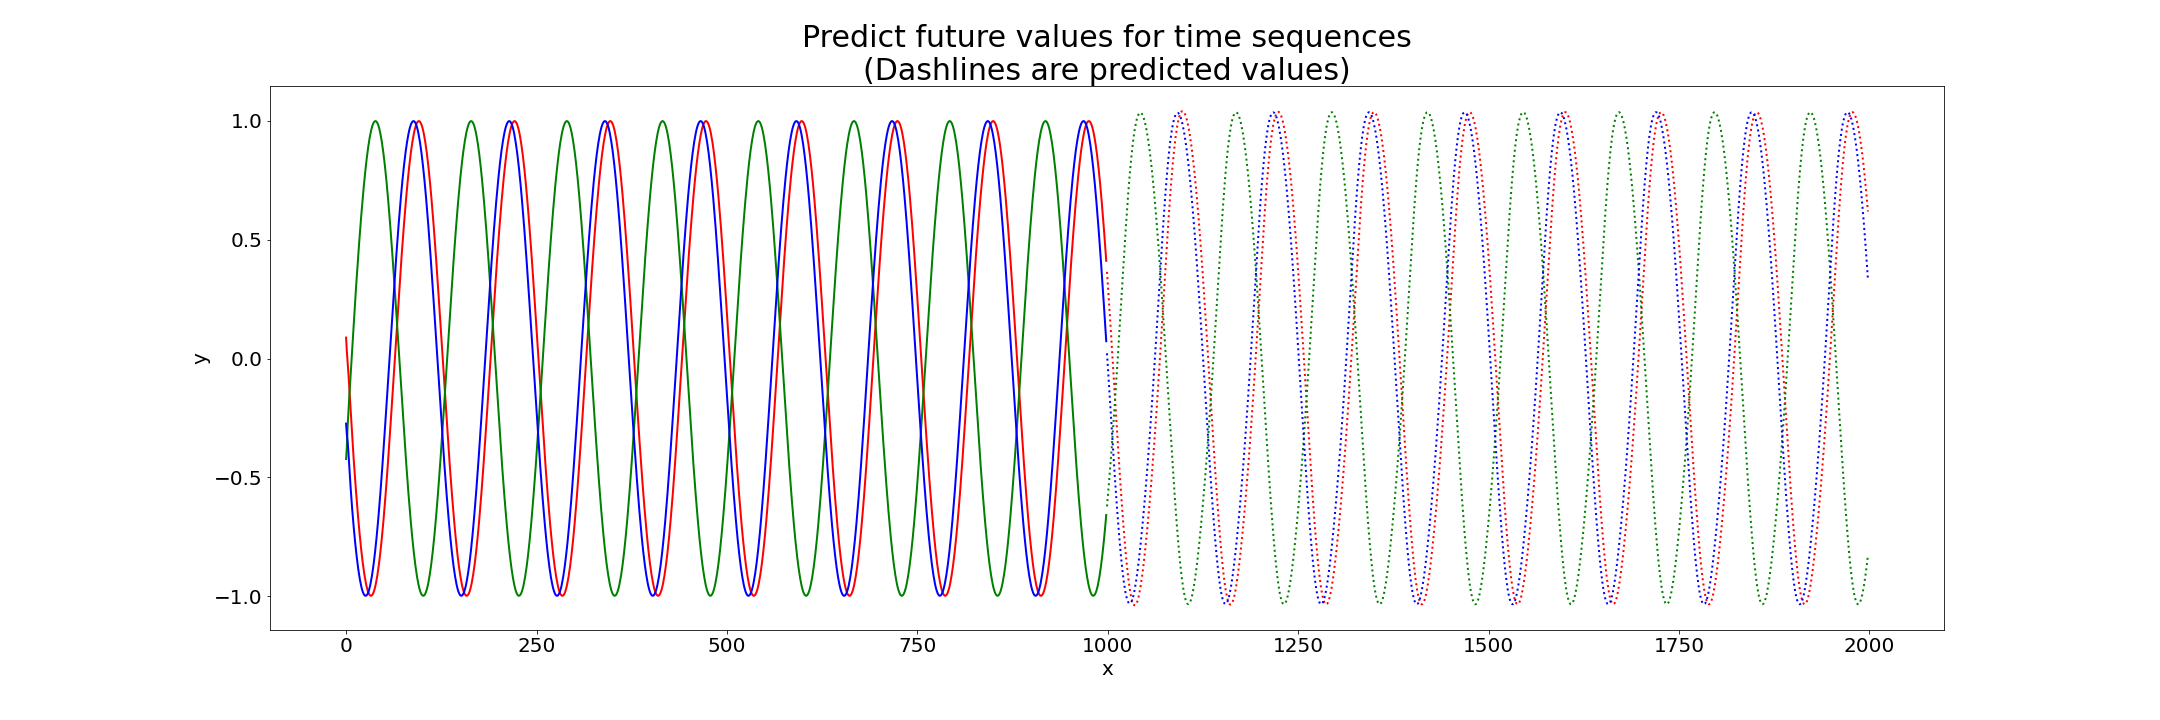 Predict future values for time sequences
(Dashlines are predicted values)
1.0
0.5
0.0
−0.5
−1.0
y
0 250 500 750 1000 1250 1500 1750 2000
x